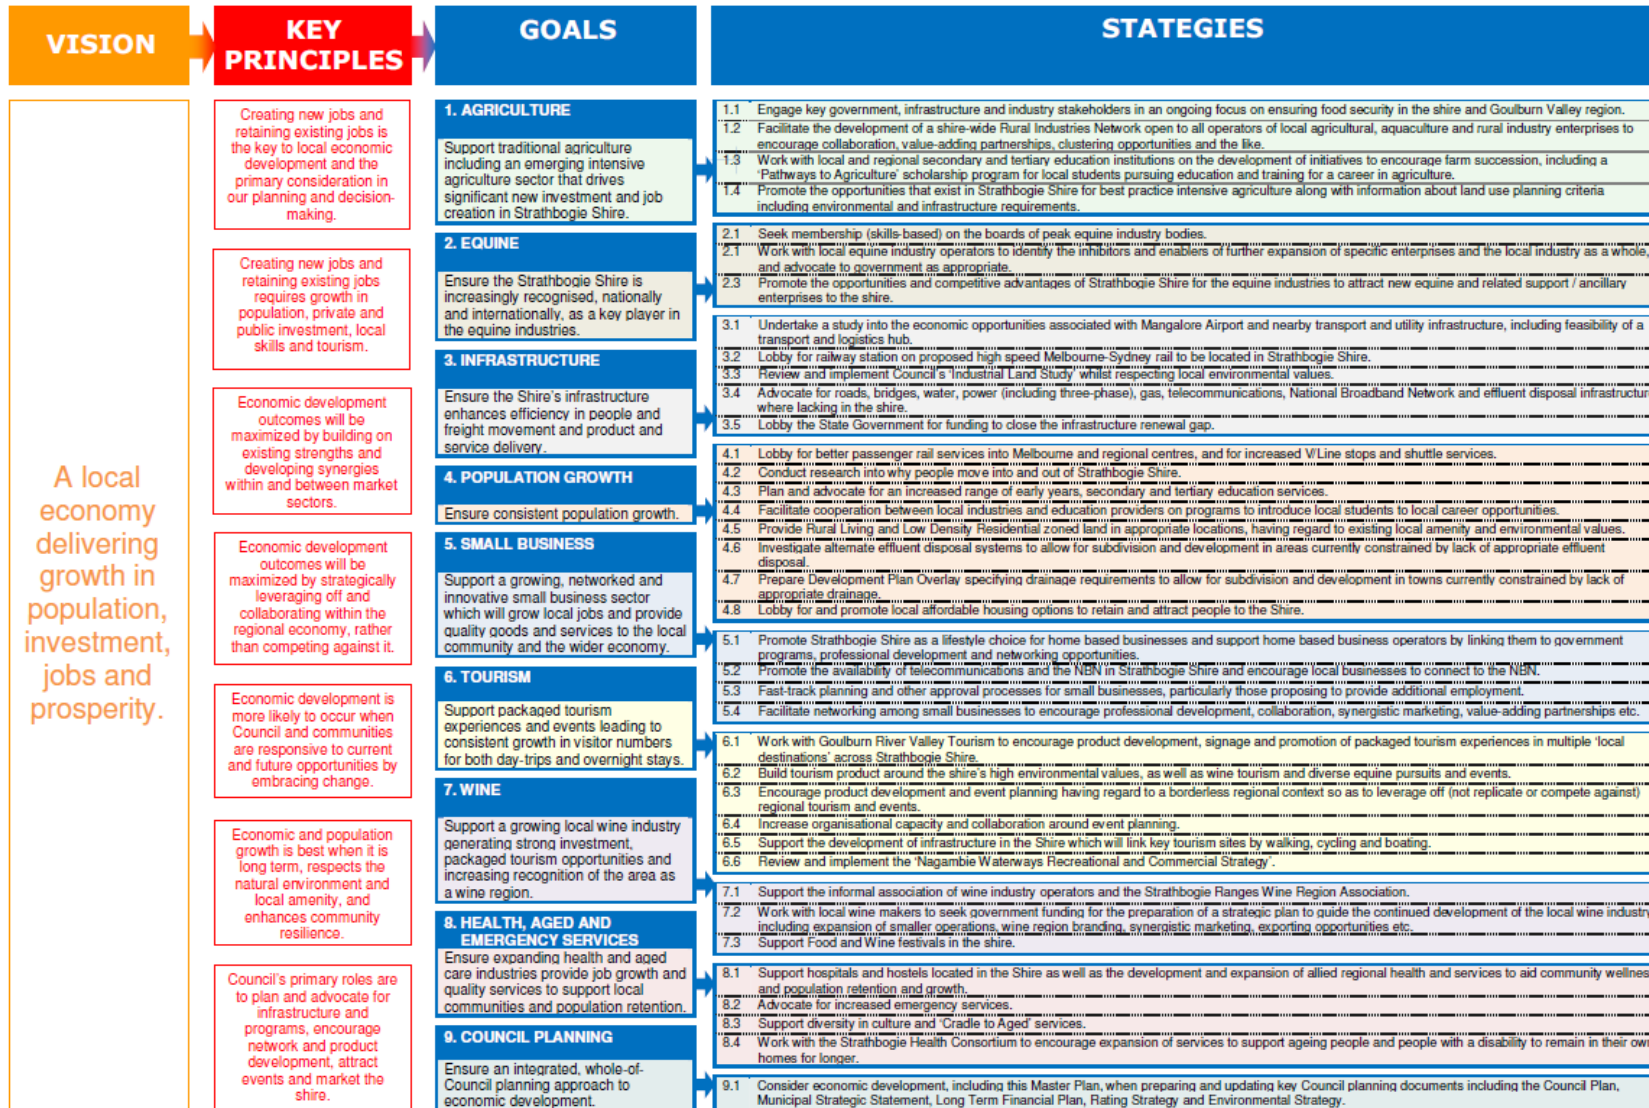 VISION
KEY
PRINCIPLES
GOALS
STATEGIES
A local
economy
delivering
growth in
population,
investment,
jobs and
prosperity.
Creating new jobs and
retaining existing jobs is
the key to local economic
development and the
primary consideration in
our planning and decision-
making.
Creating new jobs and
retaining existing jobs
requires growth in
population, private and
public investment, local
skills and tourism.
Economic development
outcomes will be
maximized by building on
existing strengths and
developing synergies
within and between market
sectors.
Economic development
outcomes will be
maximized by strategically
leveraging off and
collaborating within the
regional economy, rather
than competing against it.
Economic development is
more likely to occur when
Council and communities
are responsive to current
and future opportunities by
embracing change.
Economic and population
growth is best when it is
long term, respects the
natural environment and
local amenity, and
enhances community
resilience.
Council's primary roles are
to plan and advocate for
infrastructure and
programs, encourage
network and product
development, attract
events and market the
shire.
1. AGRICULTURE
Support traditional agriculture
including an emerging intensive
agriculture sector that drives
significant new investment and job
creation in Strathbogie Shire.
2. EQUINE
Ensure the Strathbogie Shire is
increasingly recognised, nationally
and internationally, as a key player in
the equine industries.
3. INFRASTRUCTURE
Ensure the Shire's infrastructure
enhances efficiency in people and
freight movement and product and
service delivery.
4. POPULATION GROWTH
Ensure consistent population growth.
5. SMALL BUSINESS
Support a growing, networked and
innovative small business sector
which will grow local jobs and provide
quality goods and services to the local
community and the wider economy.
6. TOURISM
Support packaged tourism
experiences and events leading to
consistent growth in visitor numbers
for both day-trips and overnight stays.
7. WINE
Support a growing local wine industry
generating strong investment,
packaged tourism opportunities and
increasing recognition of the area as
a wine region.
8. HEALTH, AGED AND
EMERGENCY SERVICES
Ensure expanding health and aged
care industries provide job growth and
quality services to support local
communities and population retention.
9. COUNCIL PLANNING
Ensure an integrated, whole-of-
Council planning approach to
economic development.
1.1 Engage key government, infrastructure and industry stakeholders in an ongoing focus on ensuring food security in the shire and Goulburn Valley region.
1.2 Facilitate the development of a shire-wide Rural Industries Network open to all operators of local agricultural, aquaculture and rural industry enterprises to
encourage collaboration, value-adding partnerships, clustering opportunities and the like.
1.3 Work with local and regional secondary and tertiary education institutions on the development of initiatives to encourage farm succession, including a
'Pathways to Agriculture' scholarship program for local students pursuing education and training for a career in agriculture.
1.4 Promote the opportunities that exist in Strathbogie Shire for best practice intensive agriculture along with information about land use planning criteria
including environmental and infrastructure requirements.
2.1 Seek membership (skills-based) on the boards of peak equine industry bodies.
2.1 Work with local equine industry operators to identify the inhibitors and enablers of further expansion of specific enterprises and the local industry as a whole,
and advocate to government as appropriate.
2.3 Promote the opportunities and competitive advantages of Strathbogie Shire for the equine industries to attract new equine and related support / ancillary
enterprises to the shire.
3.1 Undertake a study into the economic opportunities associated with Mangalore Airport and nearby transport and utility infrastructure, including feasibility of a
transport and logistics hub.
3.2 Lobby for railway station on proposed high speed Melbourne-Sydney rail to be located in Strathbogie Shire.
3.3 Review and implement Council's 'Industrial Land Study' whilst respecting local environmental values.
3.4 Advocate for roads, bridges, water, power (including three-phase), gas, telecommunications, National Broadband Network and effluent disposal infrastructure
where lacking in the shire.
3.5 Lobby the State Government for funding to close the infrastructure renewal gap.
4.1 Lobby for better passenger rail services into Melbourne and regional centres, and for increased V/Line stops and shuttle services.
4.2 Conduct research into why people move into and out of Strathbogie Shire.
4.3 Plan and advocate for an increased range of early years, secondary and tertiary education services.
4.4 Facilitate cooperation between local industries and education providers on programs to introduce local students to local career opportunities.
4.5 Provide Rural Living and Low Density Residential zoned land in appropriate locations, having regard to existing local amenity and environmental values.
4.6 Investigate alternate effluent disposal systems to allow for subdivision and development in areas currently constrained by lack of appropriate effluent
disposal.
4.7 Prepare Development Plan Overlay specifying drainage requirements to allow for subdivision and development in towns currently constrained by lack of
appropriate drainage.
4.8 Lobby for and promote local affordable housing options to retain and attract people to the Shire.
5.1 Promote Strathbogie Shire as a lifestyle choice for home based businesses and support home based business operators by linking them to government
programs, professional development and networking opportunities.
5.2 Promote the availability of telecommunications and the NBN in Strathbogie Shire and encourage local businesses to connect to the NBN.
5.3 Fast-track planning and other approval processes for small businesses, particularly those proposing to provide additional employment.
5.4 Facilitate networking among small businesses to encourage professional development, collaboration, synergistic marketing, value-adding partnerships etc.
6.1 Work with Goulburn River Valley Tourism to encourage product development, signage and promotion of packaged tourism experiences in multiple 'local
destinations' across Strathbogie Shire.
6.2 Build tourism product around the shire's high environmental values, as well as wine tourism and diverse equine pursuits and events.
6.3 Encourage product development and event planning having regard to a borderless regional context so as to leverage off (not replicate or compete against)
regional tourism and events.
6.4 Increase organisational capacity and collaboration around event planning.
6.5 Support the development of infrastructure in the Shire which will link key tourism sites by walking, cycling and boating.
6.6 Review and implement the 'Nagambie Waterways Recreational and Commercial Strategy'.
7.1 Support the informal association of wine industry operators and the Strathbogie Ranges Wine Region Association.
7.2 Work with local wine makers to seek government funding for the preparation of a strategic plan to guide the continued development of the local wine industry
including expansion of smaller operations, wine region branding, synergistic marketing, exporting opportunities etc.
7.3 Support Food and Wine festivals in the shire.
8.1 Support hospitals and hostels located in the Shire as well as the development and expansion of allied regional health and services to aid community wellness
and population retention and growth.
8.2 Advocate for increased emergency services.
8.3 Support diversity in culture and 'Cradle to Aged' services.
8.4 Work with the Strathbogie Health Consortium to encourage expansion of services to support ageing people and people with a disability to remain in their own
homes for longer.
9.1 Consider economic development, including this Master Plan, when preparing and updating key Council planning documents including the Council Plan,
Municipal Strategic Statement, Long Term Financial Plan, Rating Strategy and Environmental Strategy.